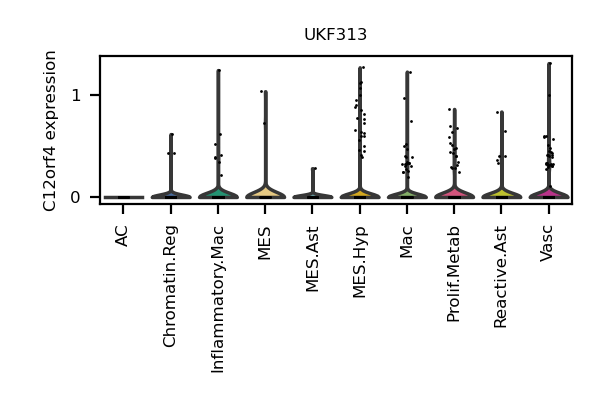 UKF313
C12orf4 expression
1
0
AC
Chromatin.Reg
Inflammatory.Mac
MES
MES.Ast
MES.Hyp
Mac
Prolif.Metab
Reactive.Ast
Vasc